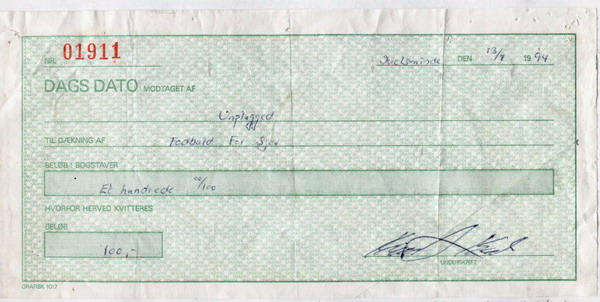 NR. 01911
Juelsminde DEN 13/9 1994
DAGS DATO MODTAGET AF
Unplugged
TIL DÆKNING AF Fodbold For Sjov
BELØB I BOGSTAVER
Et hundrede 00/100
HVORFOR HERVED KVITTERES
BELØB
100,-
UNDERSKRIFT
GRAFISK 1017